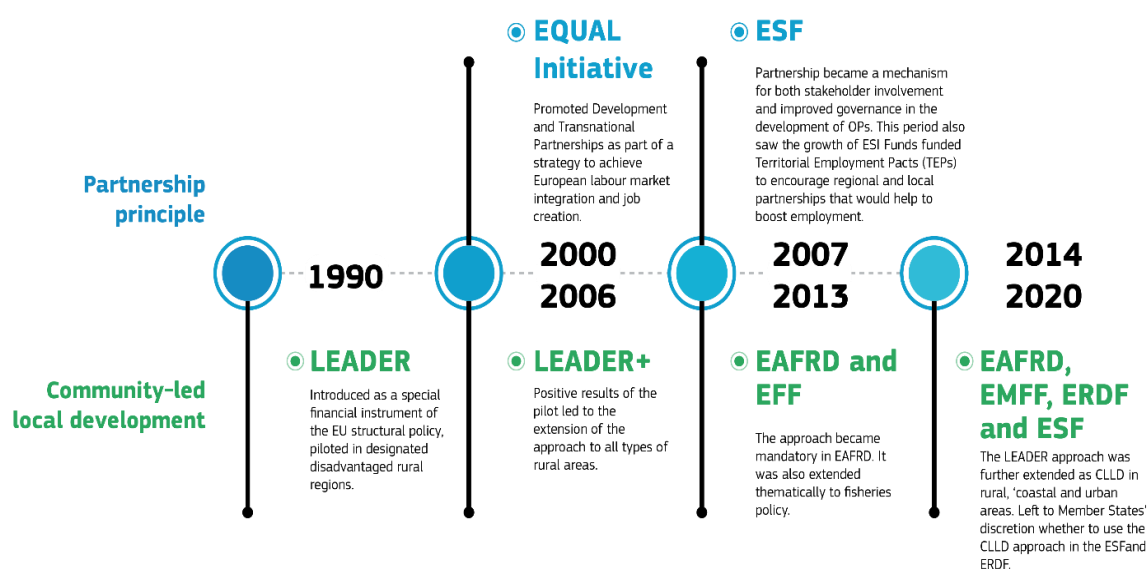 EQUAL
Initiative
Promoted Development
and Transnational
Partnerships as part of a
strategy to achieve
European labour market
integration and job
creation.
ESF
Partnership became a mechanism
for both stakeholder involvement
and improved governance in the
development of OPs. This period also
saw the growth of ESI Funds funded
Territorial Employment Pacts (TEPs)
to encourage regional and local
partnerships that would help to
boost employment.
Partnership
principle
1990
2000
2006
2007
2013
2014
2020
Community-led
local development
LEADER
Introduced as a special
financial instrument of
the EU structural policy,
piloted in designated
disadvantaged rural
regions.
LEADER+
Positive results of the
pilot led to the
extension of the
approach to all types of
rural areas.
EAFRD and
EFF
The approach became
mandatory in EAFRD. It
was also extended
thematically to fisheries
policy.
EAFRD,
EMFF, ERDF
and ESF
The LEADER approach was
further extended as CLLD in
rural, ‘coastal and urban
areas. Left to Member States’
discretion whether to use the
CLLD approach in the ESFand
ERDF.